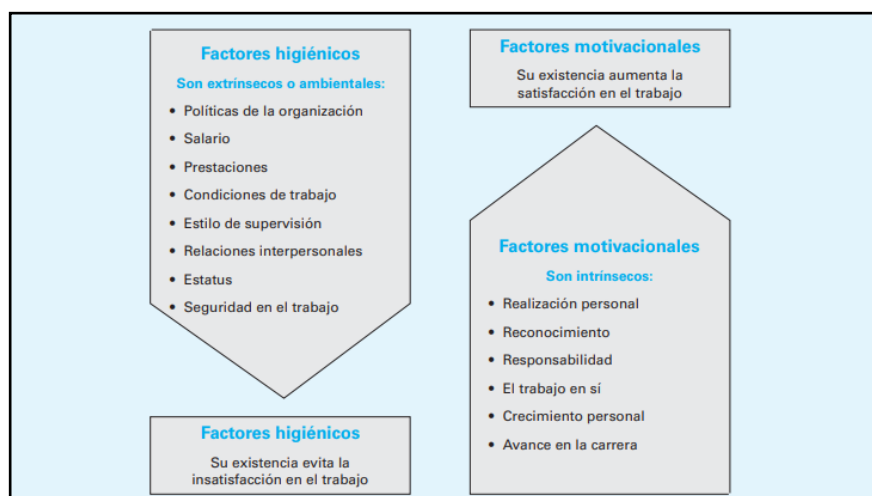 Factores higiénicos
Son extrínsecos o ambientales:
• Políticas de la organización
• Salario
• Prestaciones
• Condiciones de trabajo
• Estilo de supervisión
• Relaciones interpersonales
• Estatus
• Seguridad en el trabajo
Factores higiénicos
Su existencia evita la
insatisfacción en el trabajo
Factores motivacionales
Su existencia aumenta la
satisfacción en el trabajo
Factores motivacionales
Son intrínsecos:
• Realización personal
• Reconocimiento
• Responsabilidad
• El trabajo en sí
• Crecimiento personal
• Avance en la carrera